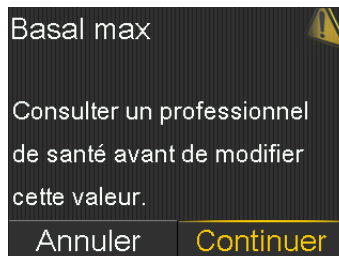 Basal max
Consulter un professionnel
de santé avant de modifier
cette valeur.
Annuler Continuer